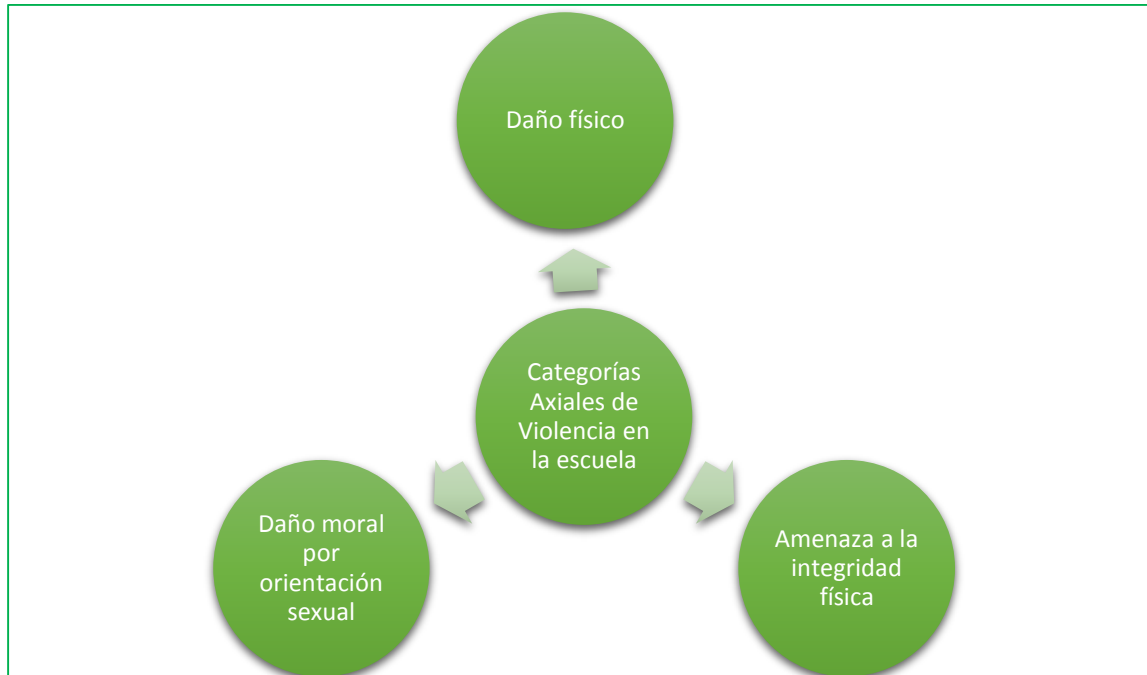 Daño físico
Categorías
Axiales de
Violencia en
la escuela
Daño moral
por
orientación
sexual
Amenaza a la
integridad
física